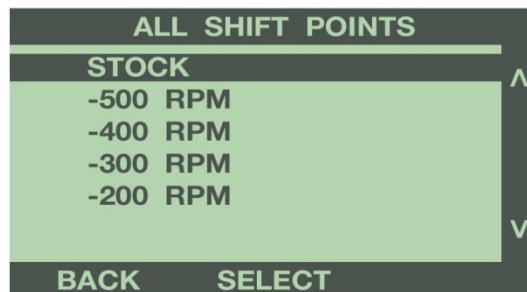 ALL SHIFT POINTS
STOCK
-500 RPM
-400 RPM
-300 RPM
-200 RPM
BACK SELECT